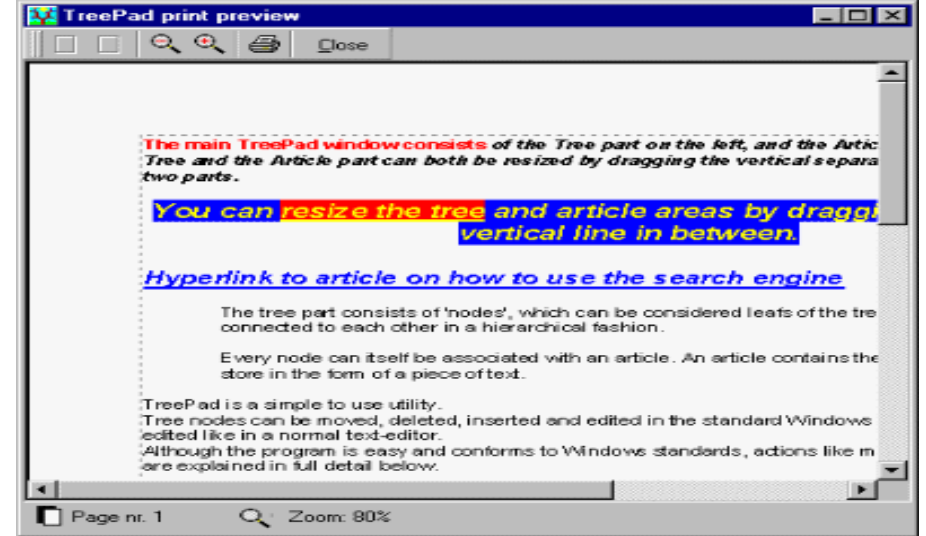 TreePad print preview
Close
The main TreePad window consists of the Tree part on the left, and the Artic
Tree and the Article part can both be resized by dragging the vertical separa
two parts.
You can resize the tree and article areas by draggi
vertical line in between.
Hyperlink to article on how to use the search engine
The tree part consists of 'nodes', which can be considered leafs of the tre
connected to each other in a hierarchical fashion.
Every node can itself be associated with an article. An article contains the
store in the form of a piece of text.
TreePad is a simple to use utility.
Tree nodes can be moved, deleted, inserted and edited in the standard Windows
edited like in a normal text-editor.
Although the program is easy and conforms to Windows standards, actions like m
are explained in full detail below.
Page nr. 1 Zoom: 80%